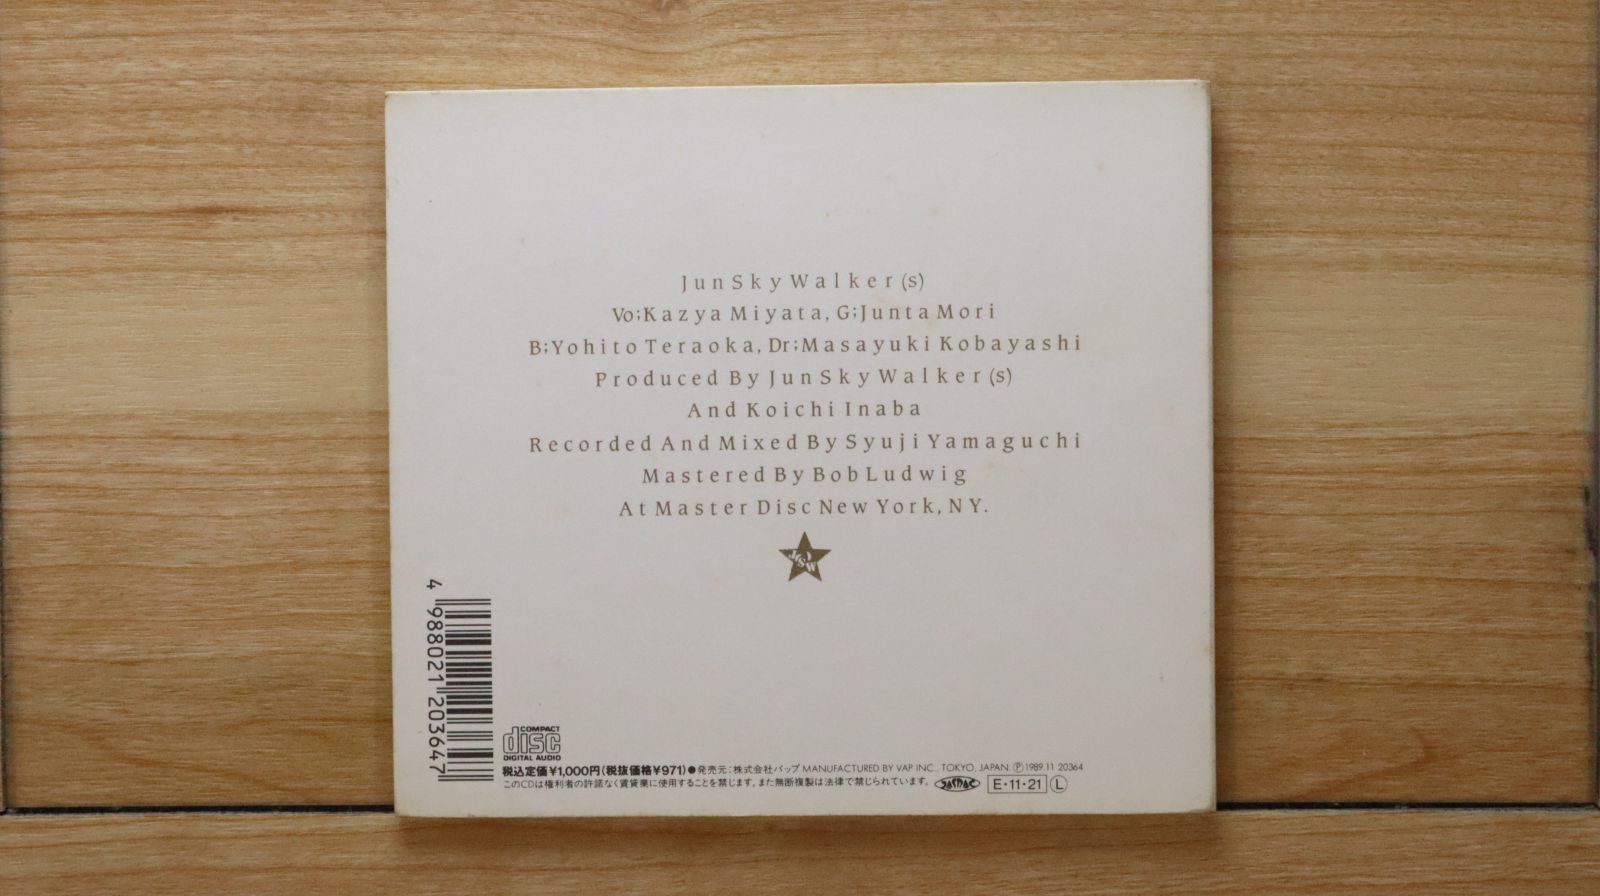 Jun Sky Walker (s)
Vo;Kazya Miyata, G;Junta Mori
B;Yohito Teraoka, Dr;Masayuki Kobayashi
Produced By Jun Sky Walker (s)
And Koichi Inaba
Recorded And Mixed By Syuji Yamaguchi
Mastered By Bob Ludwig
At Master Disc New York, NY.
JSW
4 988021 203647
COMPACT
disc
DIGITAL AUDIO
税込定価¥1,000円(税抜価格¥971)●発売元:株式会社バップ MANUFACTURED BY VAP INC., TOKYO, JAPAN. Ⓟ1989.11 20364
このCDは権利者の許諾なく賃貸業に使用することを禁じます。また無断複製は法律で禁じられています。 JASRAC E・11・21 Ⓛ